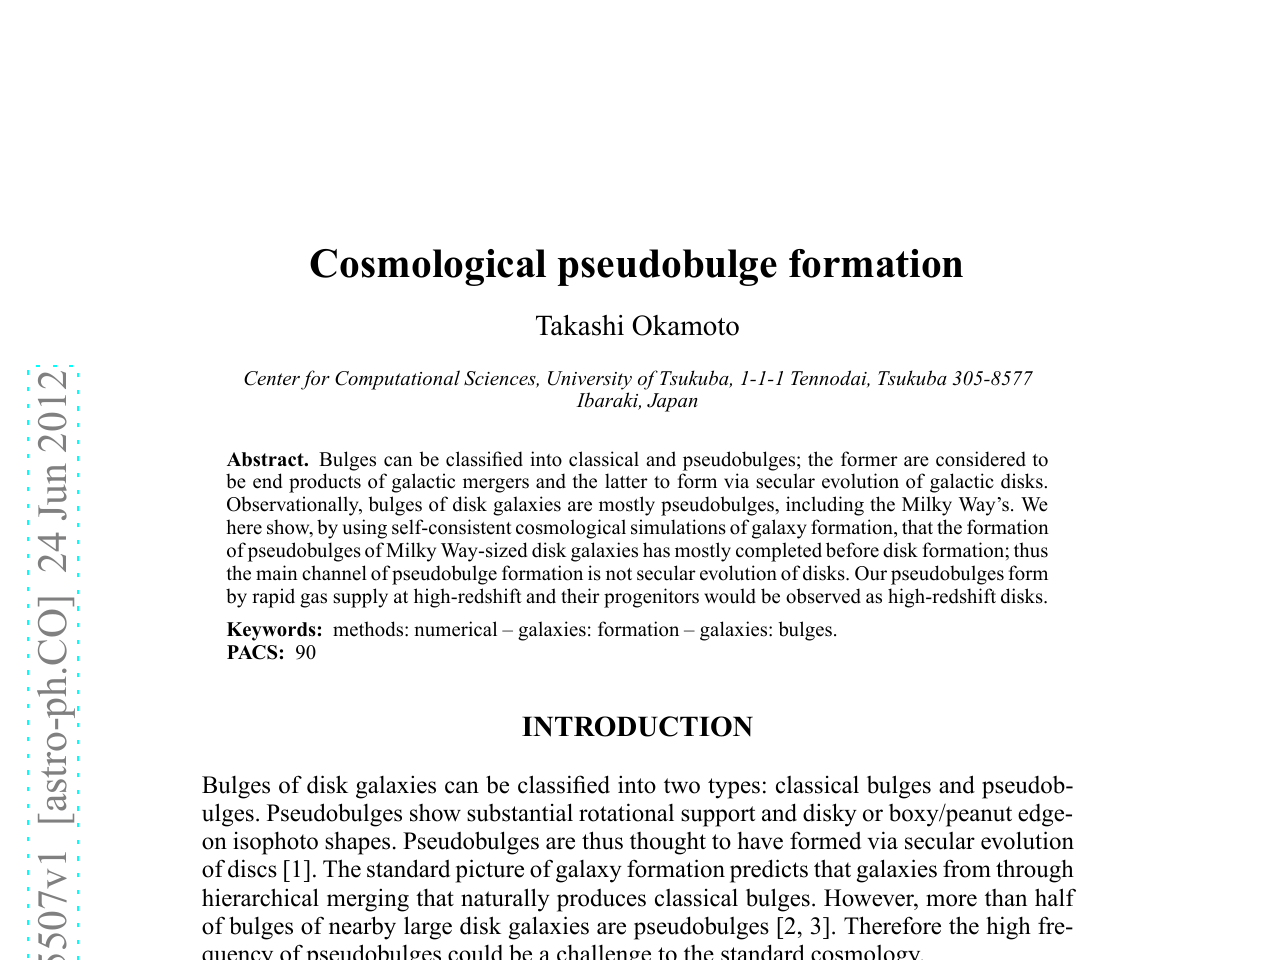 Cosmological pseudobulge formation
Takashi Okamoto
Center for Computational Sciences, University of Tsukuba, 1-1-1 Tennodai, Tsukuba 305-8577
Ibaraki, Japan
Abstract. Bulges can be classified into classical and pseudobulges; the former are considered to
be end products of galactic mergers and the latter to form via secular evolution of galactic disks.
Observationally, bulges of disk galaxies are mostly pseudobulges, including the Milky Way's. We
here show, by using self-consistent cosmological simulations of galaxy formation, that the formation
of pseudobulges of Milky Way-sized disk galaxies has mostly completed before disk formation; thus
the main channel of pseudobulge formation is not secular evolution of disks. Our pseudobulges form
by rapid gas supply at high-redshift and their progenitors would be observed as high-redshift disks.
Keywords: methods: numerical – galaxies: formation – galaxies: bulges.
PACS: 90
INTRODUCTION
Bulges of disk galaxies can be classified into two types: classical bulges and pseudob-
ulges. Pseudobulges show substantial rotational support and disky or boxy/peanut edge-
on isophoto shapes. Pseudobulges are thus thought to have formed via secular evolution
of discs [1]. The standard picture of galaxy formation predicts that galaxies from through
hierarchical merging that naturally produces classical bulges. However, more than half
of bulges of nearby large disk galaxies are pseudobulges [2, 3]. Therefore the high fre-
quency of pseudobulges could be a challenge to the standard cosmology.
5507v1 [astro-ph.CO] 24 Jun 2012